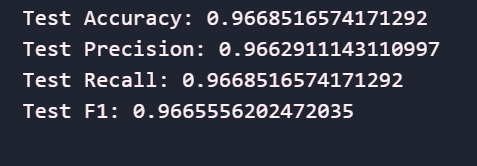 Test Accuracy: 0.9668516574171292
Test Precision: 0.9662911143110997
Test Recall: 0.9668516574171292
Test F1: 0.9665556202472035